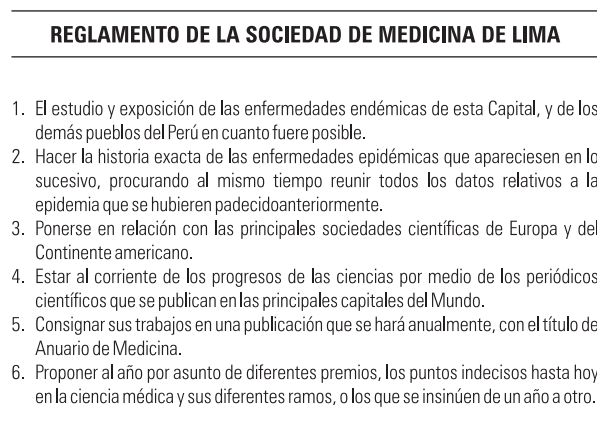 REGLAMENTO DE LA SOCIEDAD DE MEDICINA DE LIMA
1. El estudio y exposición de las enfermedades endémicas de esta Capital, y de los
demás pueblos del Perú en cuanto fuere posible.
2. Hacer la historia exacta de las enfermedades epidémicas que apareciesen en lo
sucesivo, procurando al mismo tiempo reunir todos los datos relativos a la
epidemia que se hubieren padecidoanteriormente.
3. Ponerse en relación con las principales sociedades científicas de Europa y del
Continente americano.
4. Estar al corriente de los progresos de las ciencias por medio de los periódicos
científicos que se publican en las principales capitales del Mundo.
5. Consignar sus trabajos en una publicación que se hará anualmente, con el título de
Anuario de Medicina.
6. Proponer al año por asunto de diferentes premios, los puntos indecisos hasta hoy
en la ciencia médica y sus diferentes ramos, o los que se insinúen de un año a otro.